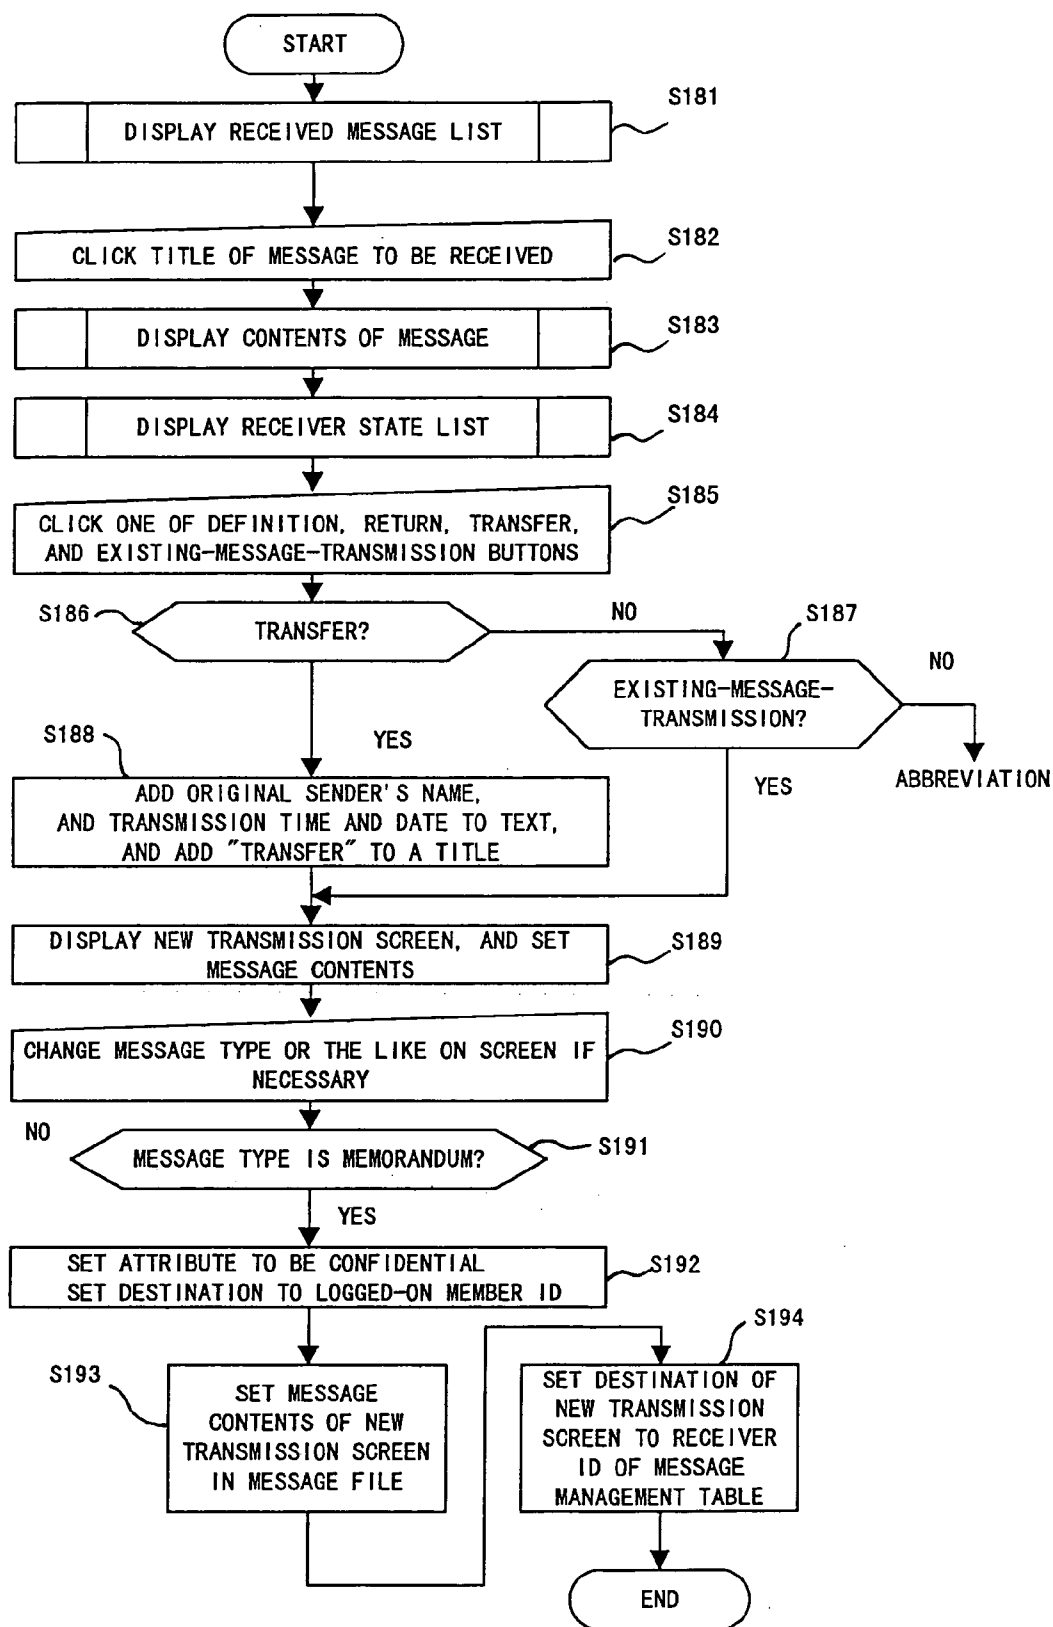 START
S181
DISPLAY RECEIVED MESSAGE LIST
S182
CLICK TITLE OF MESSAGE TO BE RECEIVED
S183
DISPLAY CONTENTS OF MESSAGE
S184
DISPLAY RECEIVER STATE LIST
S185
CLICK ONE OF DEFINITION, RETURN, TRANSFER,
AND EXISTING-MESSAGE-TRANSMISSION BUTTONS
S186
TRANSFER?
NO
S187
EXISTING-MESSAGE-
TRANSMISSION?
NO
ABBREVIATION
YES
YES
S188
ADD ORIGINAL SENDER'S NAME,
AND TRANSMISSION TIME AND DATE TO TEXT,
AND ADD "TRANSFER" TO A TITLE
DISPLAY NEW TRANSMISSION SCREEN, AND SET
MESSAGE CONTENTS
S189
S190
CHANGE MESSAGE TYPE OR THE LIKE ON SCREEN IF
NECESSARY
NO
MESSAGE TYPE IS MEMORANDUM?
S191
YES
SET ATTRIBUTE TO BE CONFIDENTIAL
SET DESTINATION TO LOGGED-ON MEMBER ID
S192
S193
SET MESSAGE
CONTENTS OF NEW
TRANSMISSION SCREEN
IN MESSAGE FILE
S194
SET DESTINATION OF
NEW TRANSMISSION
SCREEN TO RECEIVER
ID OF MESSAGE
MANAGEMENT TABLE
END